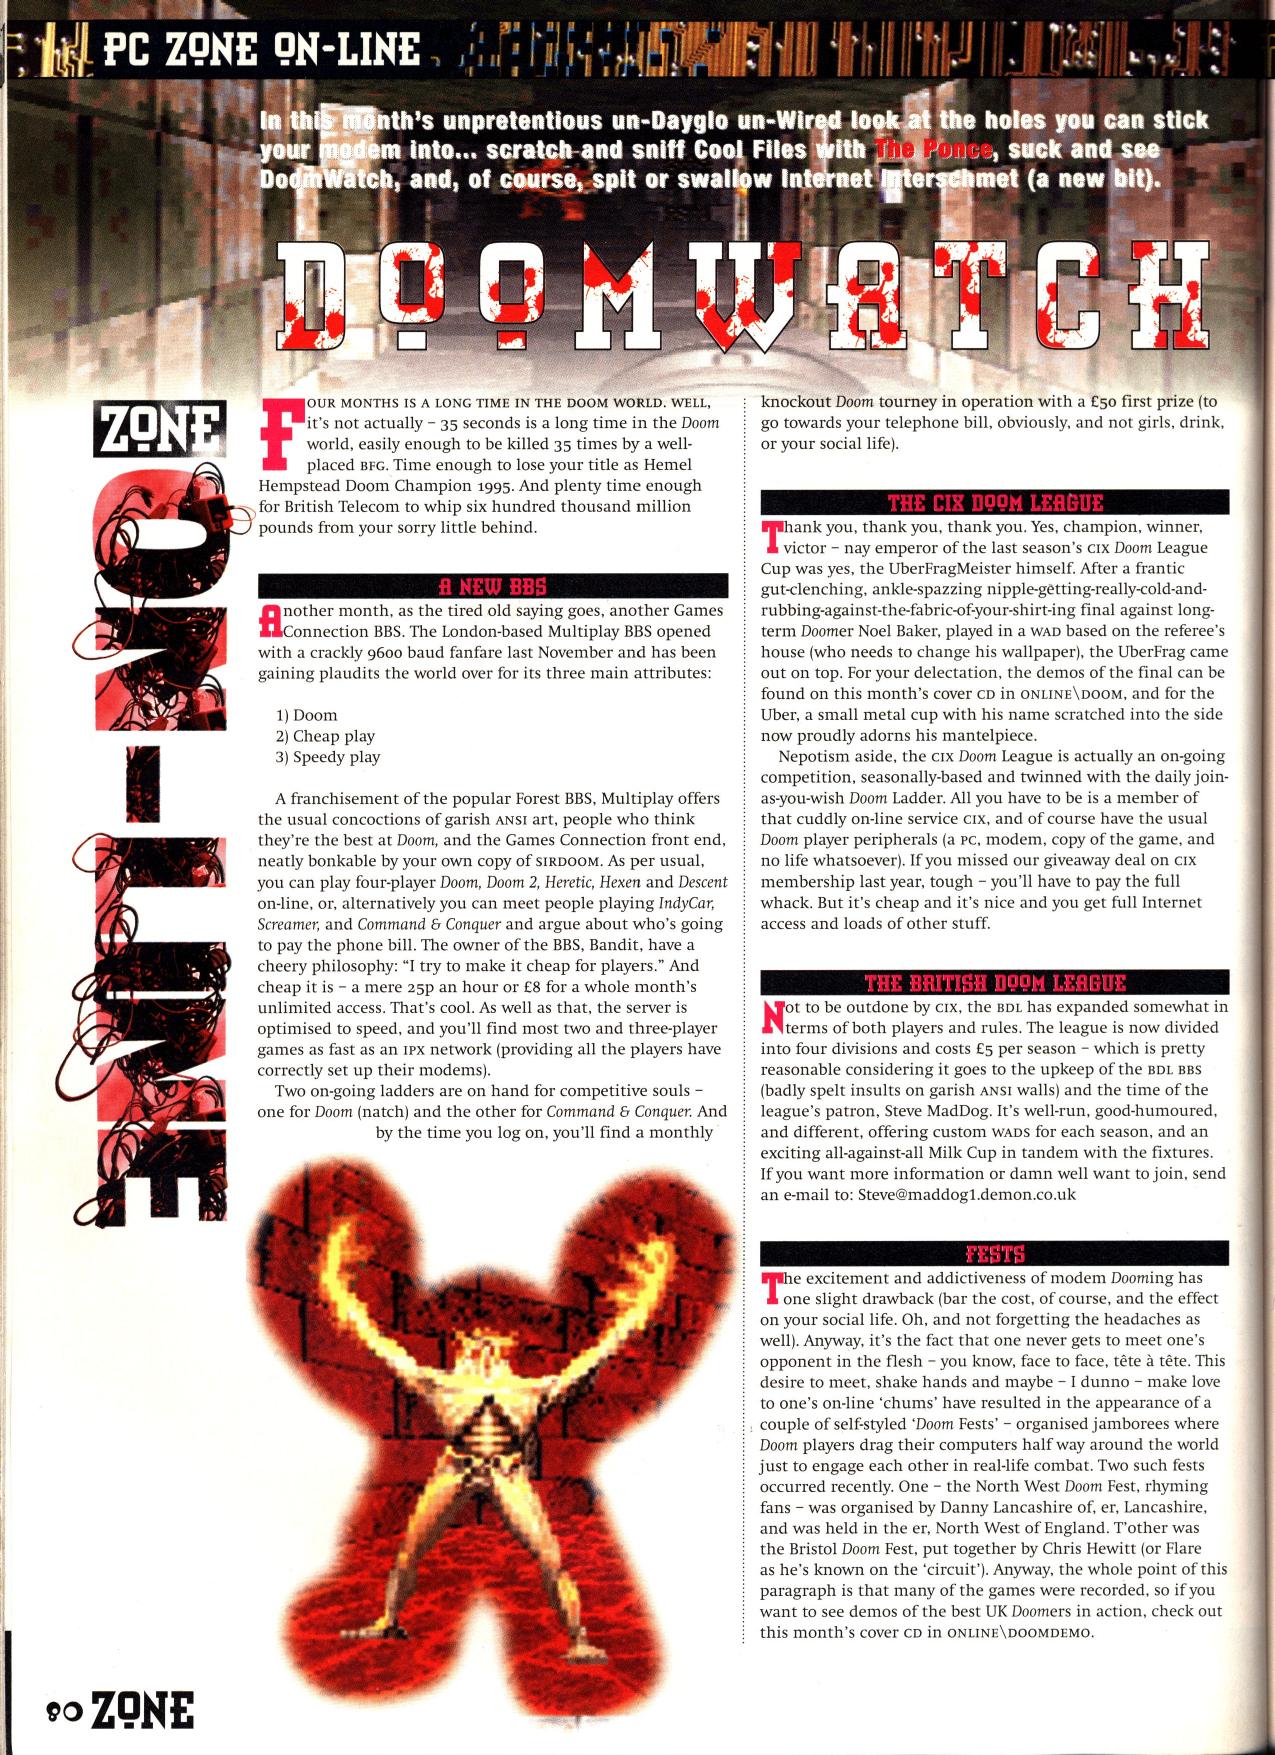 PC ZONE ON-LINE
In this month's unpretentious un-Dayglo un-Wired look at the holes you can stick
your modem into... scratch and sniff Cool Files with The Ponce, suck and see
DoomWatch, and, of course, spit or swallow Internet Interschmet (a new bit).
DOOMWATCH
ZONE
ON-LINE
FOUR MONTHS IS A LONG TIME IN THE DOOM WORLD. WELL,
it's not actually – 35 seconds is a long time in the Doom
world, easily enough to be killed 35 times by a well-
placed BFG. Time enough to lose your title as Hemel
Hempstead Doom Champion 1995. And plenty time enough
for British Telecom to whip six hundred thousand million
pounds from your sorry little behind.
A NEW BBS
Another month, as the tired old saying goes, another Games
Connection BBS. The London-based Multiplay BBS opened
with a crackly 9600 baud fanfare last November and has been
gaining plaudits the world over for its three main attributes:
1) Doom
2) Cheap play
3) Speedy play
A franchisement of the popular Forest BBS, Multiplay offers
the usual concoctions of garish ANSI art, people who think
they're the best at Doom, and the Games Connection front end,
neatly bonkable by your own copy of SIRDOOM. As per usual,
you can play four-player Doom, Doom 2, Heretic, Hexen and Descent
on-line, or, alternatively you can meet people playing IndyCar,
Screamer, and Command & Conquer and argue about who's going
to pay the phone bill. The owner of the BBS, Bandit, have a
cheery philosophy: “I try to make it cheap for players.” And
cheap it is – a mere 25p an hour or £8 for a whole month's
unlimited access. That's cool. As well as that, the server is
optimised to speed, and you'll find most two and three-player
games as fast as an IPX network (providing all the players have
correctly set up their modems).
Two on-going ladders are on hand for competitive souls –
one for Doom (natch) and the other for Command & Conquer. And
by the time you log on, you'll find a monthly
knockout Doom tourney in operation with a £50 first prize (to
go towards your telephone bill, obviously, and not girls, drink,
or your social life).
THE CIX DOOM LEAGUE
Thank you, thank you, thank you. Yes, champion, winner,
victor – nay emperor of the last season's CIX Doom League
Cup was yes, the UberFragMeister himself. After a frantic
gut-clenching, ankle-spazzing nipple-getting-really-cold-and-
rubbing-against-the-fabric-of-your-shirt-ing final against long-
term Doomer Noel Baker, played in a WAD based on the referee's
house (who needs to change his wallpaper), the UberFrag came
out on top. For your delectation, the demos of the final can be
found on this month's cover CD in ONLINE\DOOM, and for the
Uber, a small metal cup with his name scratched into the side
now proudly adorns his mantelpiece.
Nepotism aside, the CIX Doom League is actually an on-going
competition, seasonally-based and twinned with the daily join-
as-you-wish Doom Ladder. All you have to be is a member of
that cuddly on-line service CIX, and of course have the usual
Doom player peripherals (a PC, modem, copy of the game, and
no life whatsoever). If you missed our giveaway deal on CIX
membership last year, tough – you'll have to pay the full
whack. But it's cheap and it's nice and you get full Internet
access and loads of other stuff.
THE BRITISH DOOM LEAGUE
Not to be outdone by CIX, the BDL has expanded somewhat in
terms of both players and rules. The league is now divided
into four divisions and costs £5 per season – which is pretty
reasonable considering it goes to the upkeep of the BDL BBS
(badly spelt insults on garish ANSI walls) and the time of the
league's patron, Steve MadDog. It's well-run, good-humoured,
and different, offering custom WADS for each season, and an
exciting all-against-all Milk Cup in tandem with the fixtures.
If you want more information or damn well want to join, send
an e-mail to: Steve@maddog1.demon.co.uk
FESTS
The excitement and addictiveness of modem Dooming has
one slight drawback (bar the cost, of course, and the effect
on your social life. Oh, and not forgetting the headaches as
well). Anyway, it's the fact that one never gets to meet one's
opponent in the flesh – you know, face to face, tête à tête. This
desire to meet, shake hands and maybe – I dunno – make love
to one's on-line ‘chums’ have resulted in the appearance of a
couple of self-styled ‘Doom Fests’ – organised jamborees where
Doom players drag their computers half way around the world
just to engage each other in real-life combat. Two such fests
occurred recently. One – the North West Doom Fest, rhyming
fans – was organised by Danny Lancashire of, er, Lancashire,
and was held in the er, North West of England. T'other was
the Bristol Doom Fest, put together by Chris Hewitt (or Flare
as he's known on the ‘circuit’). Anyway, the whole point of this
paragraph is that many of the games were recorded, so if you
want to see demos of the best UK Doomers in action, check out
this month's cover CD in ONLINE\DOOMDEMO.
80 ZONE